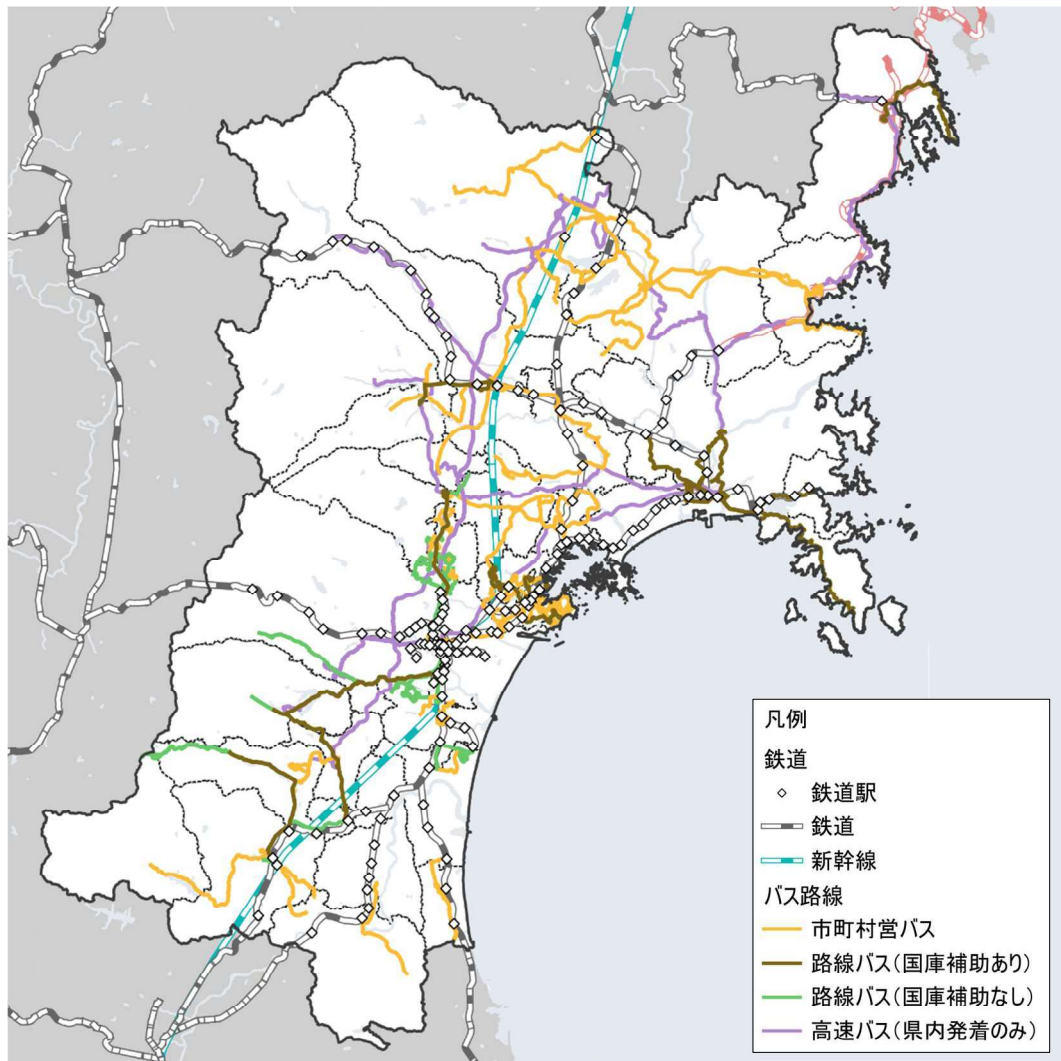 凡例
鉄道
鉄道駅
鉄道
新幹線
バス路線
市町村営バス
路線バス(国庫補助あり)
路線バス(国庫補助なし)
高速バス(県内発着のみ)